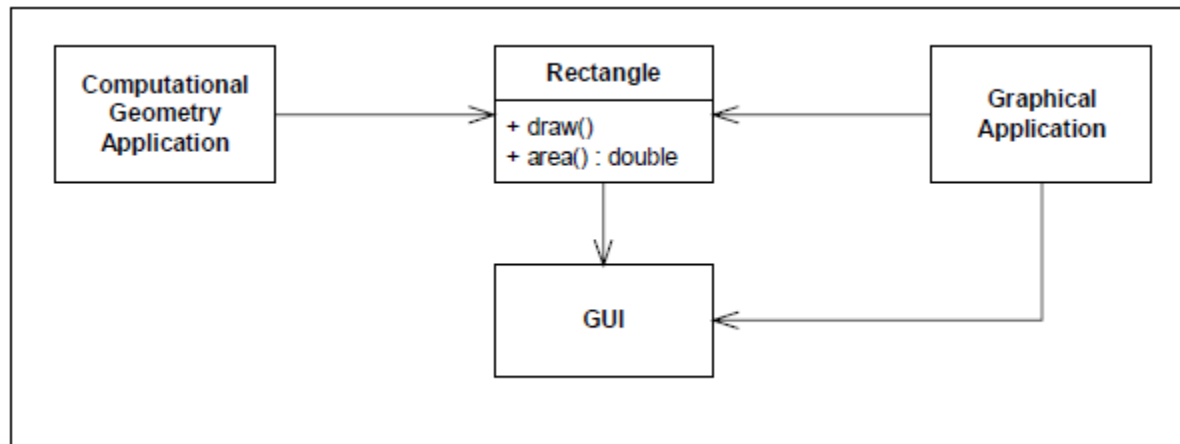 Computational
Geometry
Application
Rectangle
+ draw()
+ area() : double
Graphical
Application
GUI